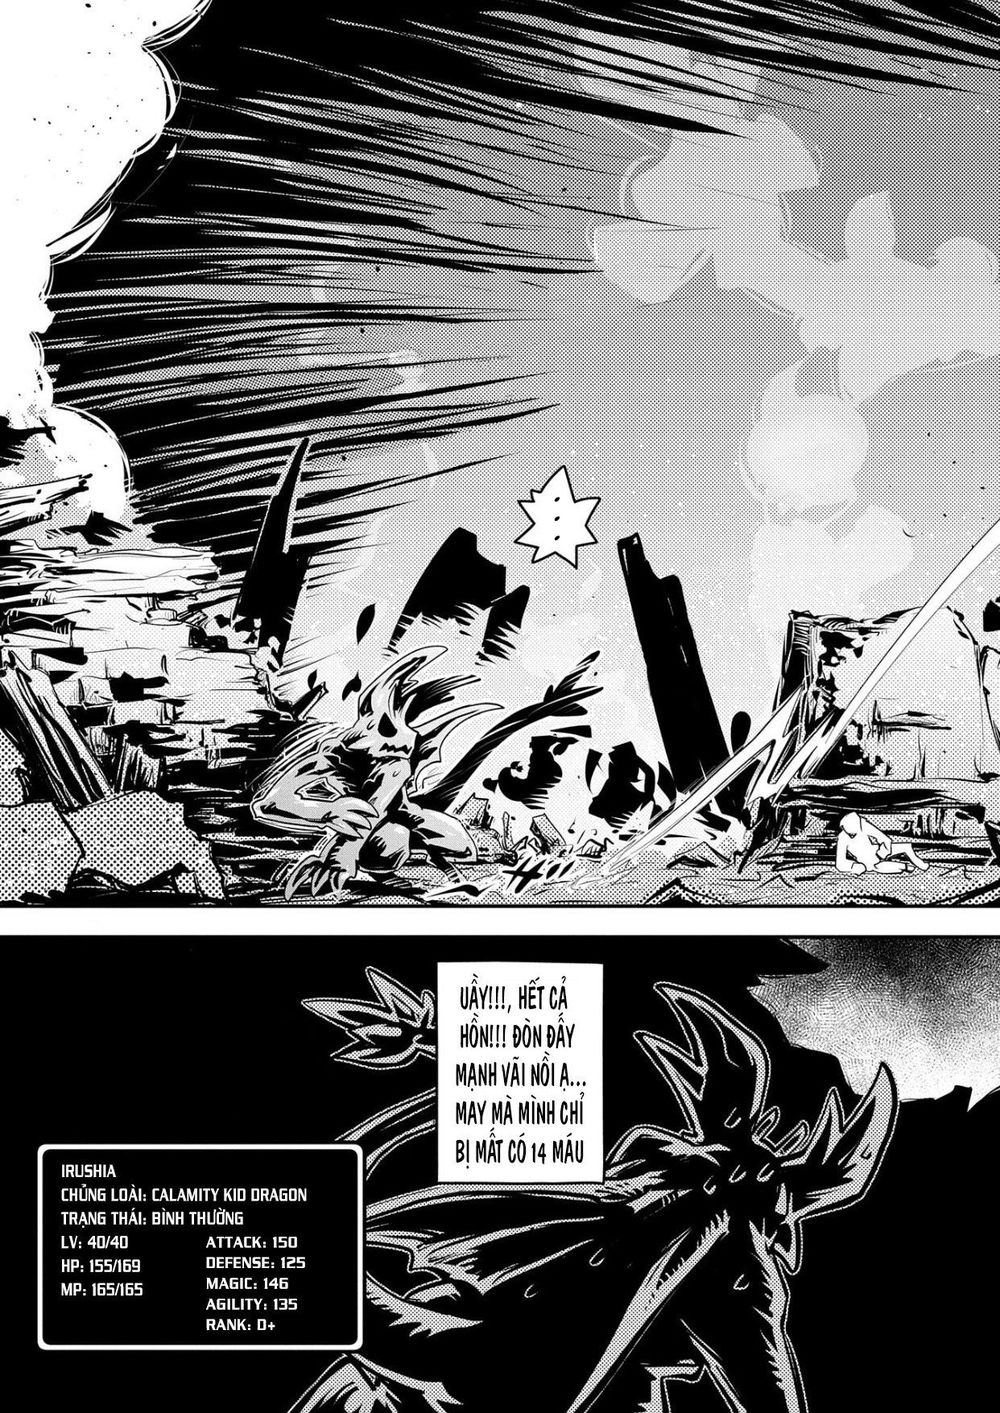 ...
UẦY!!!, HẾT CẢ
HỒN!!! ĐÒN ĐẤY
MẠNH VÃI NỒI Ạ...
MAY MÀ MÌNH CHỈ
BỊ MẤT CÓ 14 MÁU
IRUSHIA
CHỦNG LOÀI: CALAMITY KID DRAGON
TRẠNG THÁI: BÌNH THƯỜNG
LV: 40/40
HP: 155/169
MP: 165/165
ATTACK: 150
DEFENSE: 125
MAGIC: 146
AGILITY: 135
RANK: D+